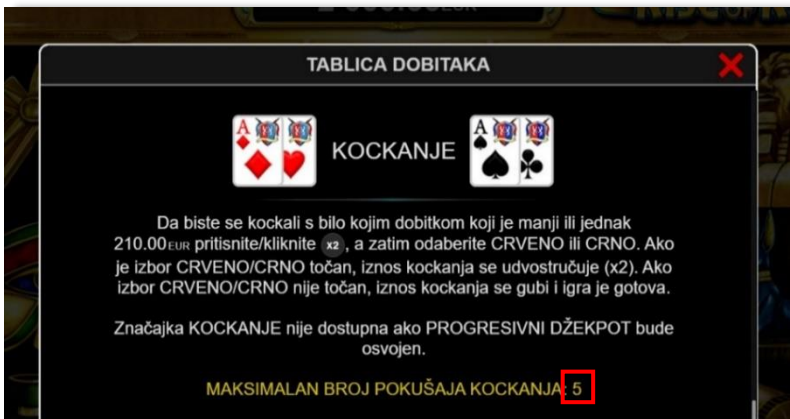 TABLICA DOBITAKA
KOCKANJE
Da biste se kockali s bilo kojim dobitkom koji je manji ili jednak
210.00 EUR pritisnite/kliknite x2, a zatim odaberite CRVENO ili CRNO. Ako
je izbor CRVENO/CRNO točan, iznos kockanja se udvostručuje (x2). Ako
izbor CRVENO/CRNO nije točan, iznos kockanja se gubi i igra je gotova.
Značajka KOCKANJE nije dostupna ako PROGRESIVNI DŽEKPOT bude
osvojen.
MAKSIMALAN BROJ POKUŠAJA KOCKANJA: 5